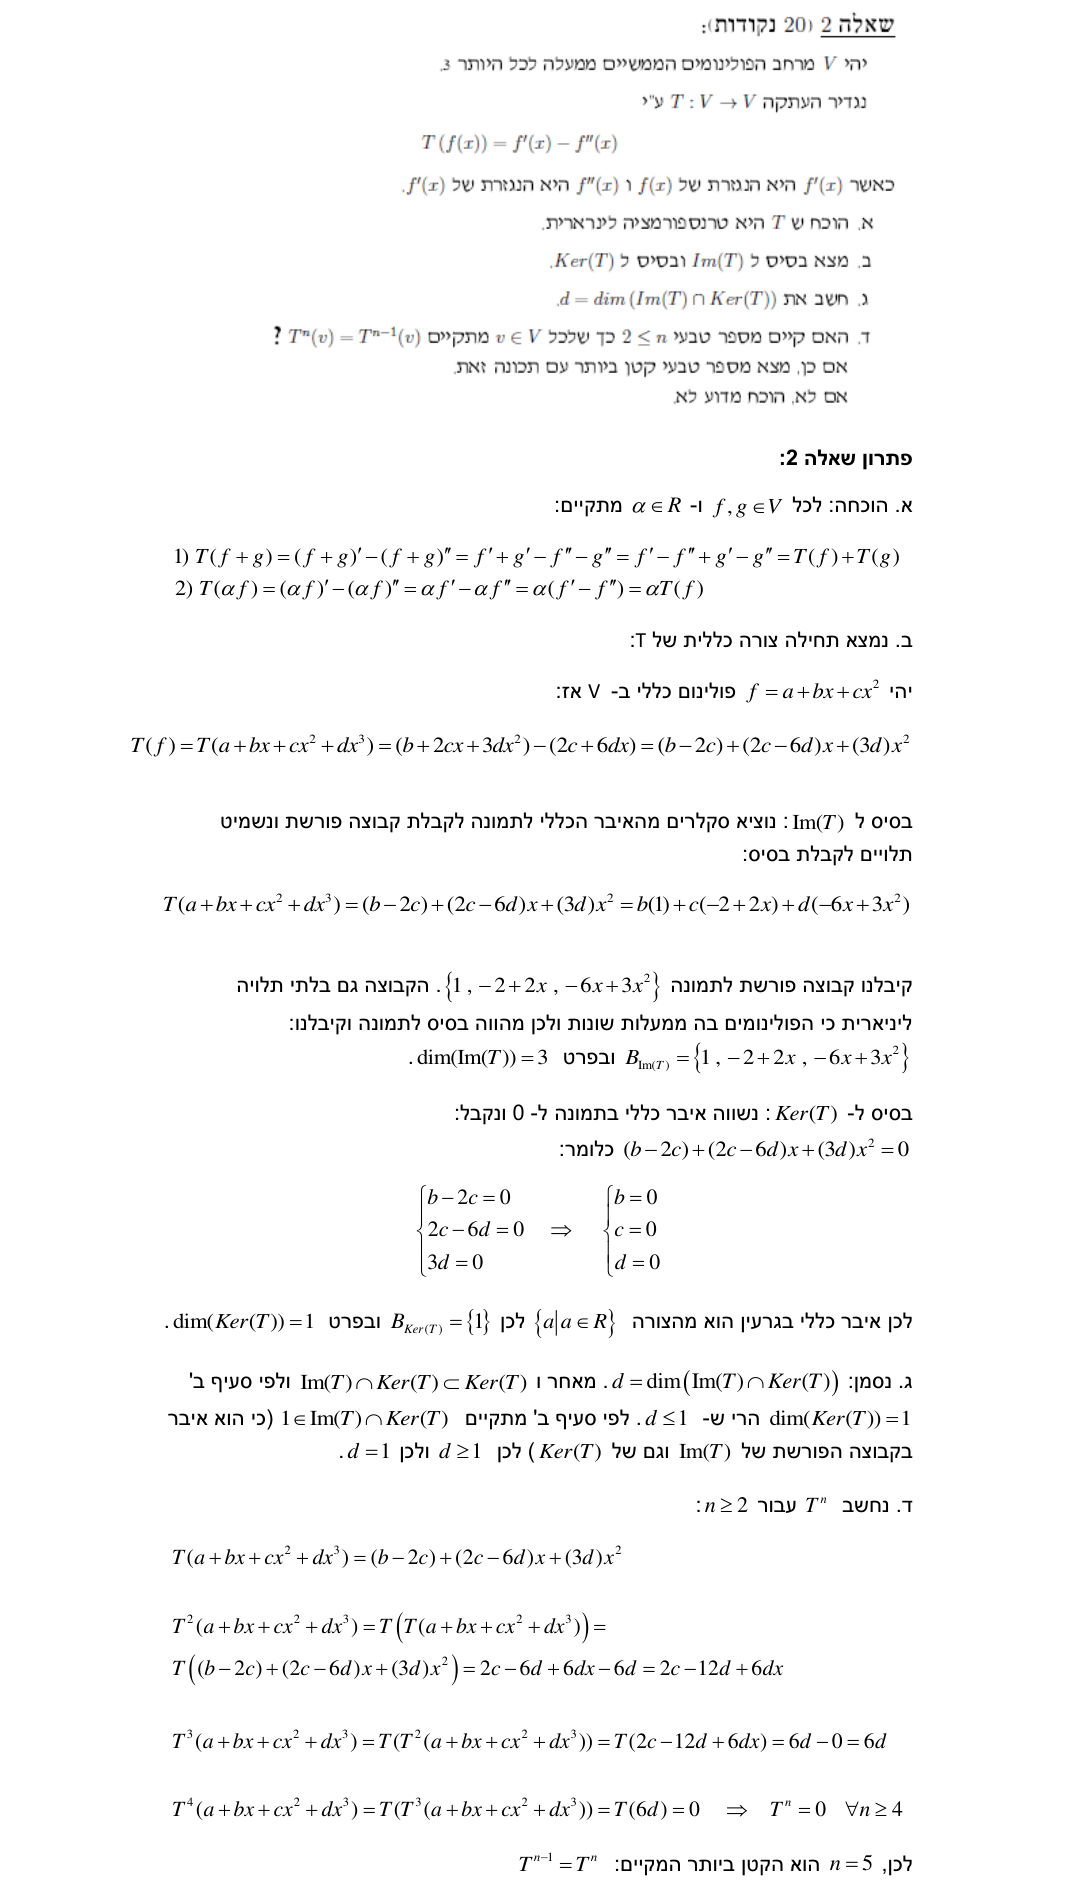 שאלה 2 (20 נקודות):
יהי V מרחב הפולינומים הממשיים ממעלה לכל היותר 3.
נגדיר העתקה T : V → V ע"י
T (f(x)) = f′(x) − f″(x)
כאשר f′(x) היא הנגזרת של f(x) ו f″(x) היא הנגזרת של f′(x).
א. הוכח ש T היא טרנספורמציה לינארארית.
ב. מצא בסיס ל Im(T) ובסיס ל Ker(T).
ג. חשב את d = dim (Im(T) ∩ Ker(T)).
ד. האם קיים מספר טבעי 2 ≤ n כך שלכל v ∈ V מתקיים Tⁿ(v) = Tⁿ⁻¹(v) ?
אם כן, מצא מספר טבעי קטן ביותר עם תכונה זאת.
אם לא, הוכח מדוע לא.
פתרון שאלה 2:
א. הוכחה: לכל f, g ∈ V ו- α ∈ R מתקיים:
1) T(f + g) = (f + g)′ − (f + g)″ = f′ + g′ − f″ − g″ = f′ − f″ + g′ − g″ = T(f) + T(g)
2) T(αf) = (αf)′ − (αf)″ = αf′ − αf″ = α(f′ − f″) = αT(f)
ב. נמצא תחילה צורה כללית של T:
יהי f = a + bx + cx² פולינום כללי ב- V אז:
T(f) = T(a + bx + cx² + dx³) = (b + 2cx + 3dx²) − (2c + 6dx) = (b − 2c) + (2c − 6d)x + (3d)x²
בסיס ל Im(T) : נוציא סקלרים מהאיבר הכללי לתמונה לקבלת קבוצה פורשת ונשמיט
תלויים לקבלת בסיס:
T(a + bx + cx² + dx³) = (b − 2c) + (2c − 6d)x + (3d)x² = b(1) + c(−2 + 2x) + d(−6x + 3x²)
קיבלנו קבוצה פורשת לתמונה {1 , −2 + 2x , −6x + 3x²}. הקבוצה גם בלתי תלויה
ליניארית כי הפולינומים בה ממעלות שונות ולכן מהווה בסיס לתמונה וקיבלנו:
B_Im(T) = {1 , −2 + 2x , −6x + 3x²} ובפרט dim(Im(T)) = 3.
בסיס ל- Ker(T) : נשווה איבר כללי בתמונה ל- 0 ונקבל:
(b − 2c) + (2c − 6d)x + (3d)x² = 0 כלומר:
{b − 2c = 0 {b = 0
2c − 6d = 0 ⇒ c = 0
3d = 0 d = 0
לכן איבר כללי בגרעין הוא מהצורה {a|a ∈ R} לכן B_Ker(T) = {1} ובפרט dim(Ker(T)) = 1.
ג. נסמן: d = dim(Im(T) ∩ Ker(T)). מאחר ו Im(T) ∩ Ker(T) ⊂ Ker(T) ולפי סעיף ב'
dim(Ker(T)) = 1 הרי ש- d ≤ 1. לפי סעיף ב' מתקיים 1 ∈ Im(T) ∩ Ker(T) (כי הוא איבר
בקבוצה הפורשת של Im(T) וגם של Ker(T) ) לכן d ≥ 1 ולכן d = 1.
ד. נחשב Tⁿ עבור n ≥ 2:
T(a + bx + cx² + dx³) = (b − 2c) + (2c − 6d)x + (3d)x²
T²(a + bx + cx² + dx³) = T(T(a + bx + cx² + dx³)) =
T((b − 2c) + (2c − 6d)x + (3d)x²) = 2c − 6d + 6dx − 6d = 2c − 12d + 6dx
T³(a + bx + cx² + dx³) = T(T²(a + bx + cx² + dx³)) = T(2c − 12d + 6dx) = 6d − 0 = 6d
T⁴(a + bx + cx² + dx³) = T(T³(a + bx + cx² + dx³)) = T(6d) = 0 ⇒ Tⁿ = 0 ∀n ≥ 4
לכן, n = 5 הוא הקטן ביותר המקיים: Tⁿ⁻¹ = Tⁿ